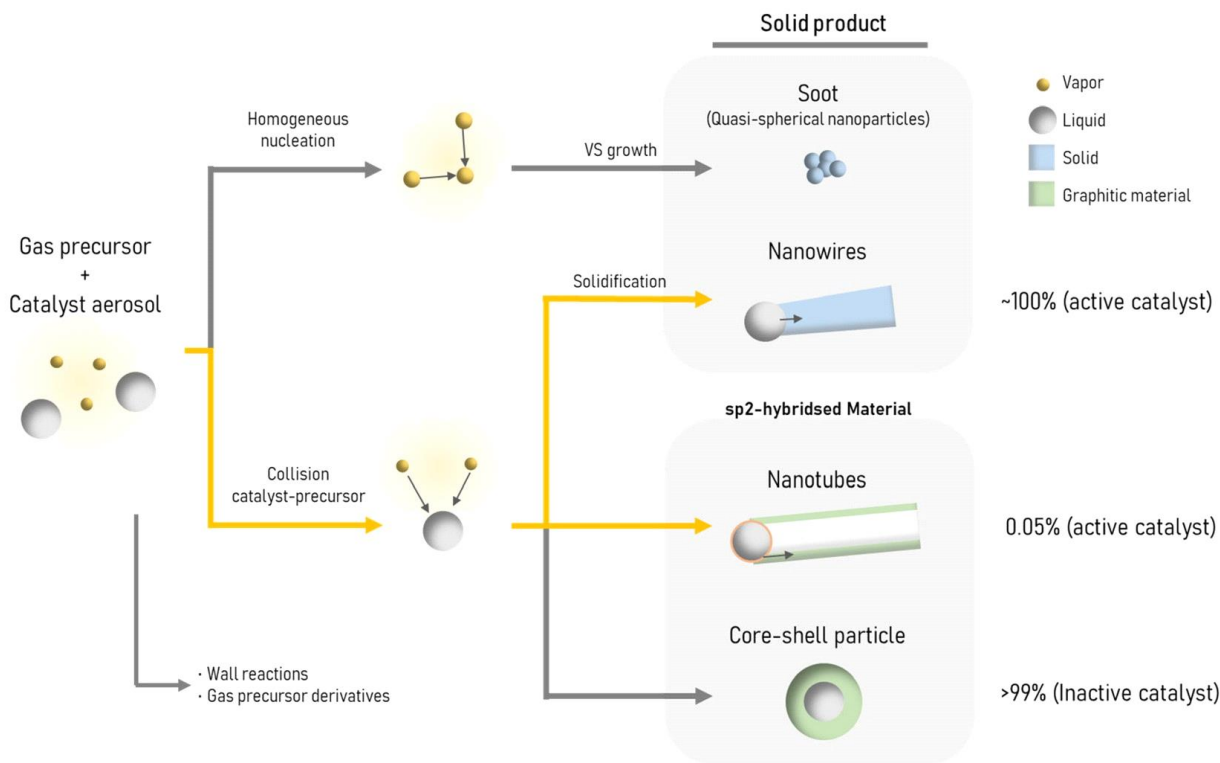 Solid product
Soot
(Quasi-spherical nanoparticles)
Vapor
Liquid
Solid
Graphitic material
Homogeneous
nucleation
VS growth
Gas precursor
+
Catalyst aerosol
Nanowires
Solidification
~100% (active catalyst)
sp2-hybridsed Material
Collision
catalyst-precursor
Nanotubes
0.05% (active catalyst)
Core-shell particle
>99% (Inactive catalyst)
· Wall reactions
· Gas precursor derivatives